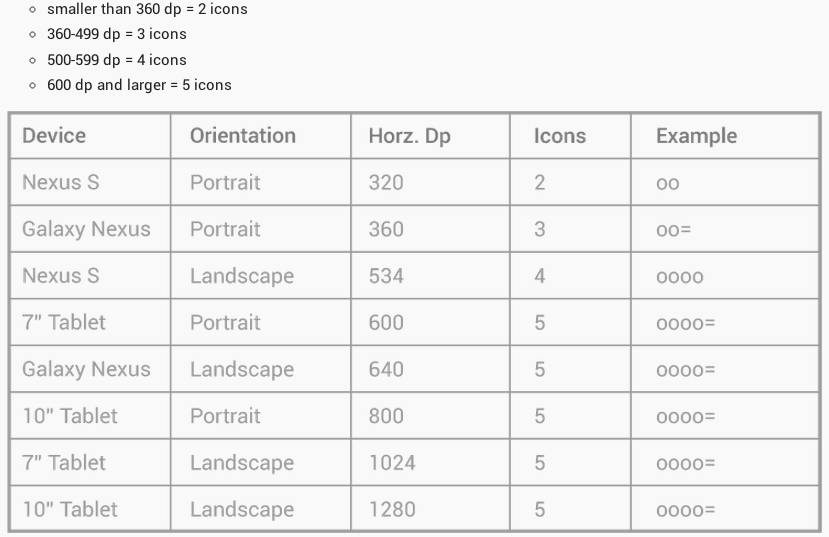 smaller than 360 dp = 2 icons
360-499 dp = 3 icons
500-599 dp = 4 icons
600 dp and larger = 5 icons
Device Orientation Horz. Dp Icons Example
Nexus S Portrait 320 2 oo
Galaxy Nexus Portrait 360 3 oo=
Nexus S Landscape 534 4 oooo
7" Tablet Portrait 600 5 oooo=
Galaxy Nexus Landscape 640 5 oooo=
10" Tablet Portrait 800 5 oooo=
7" Tablet Landscape 1024 5 oooo=
10" Tablet Landscape 1280 5 oooo=